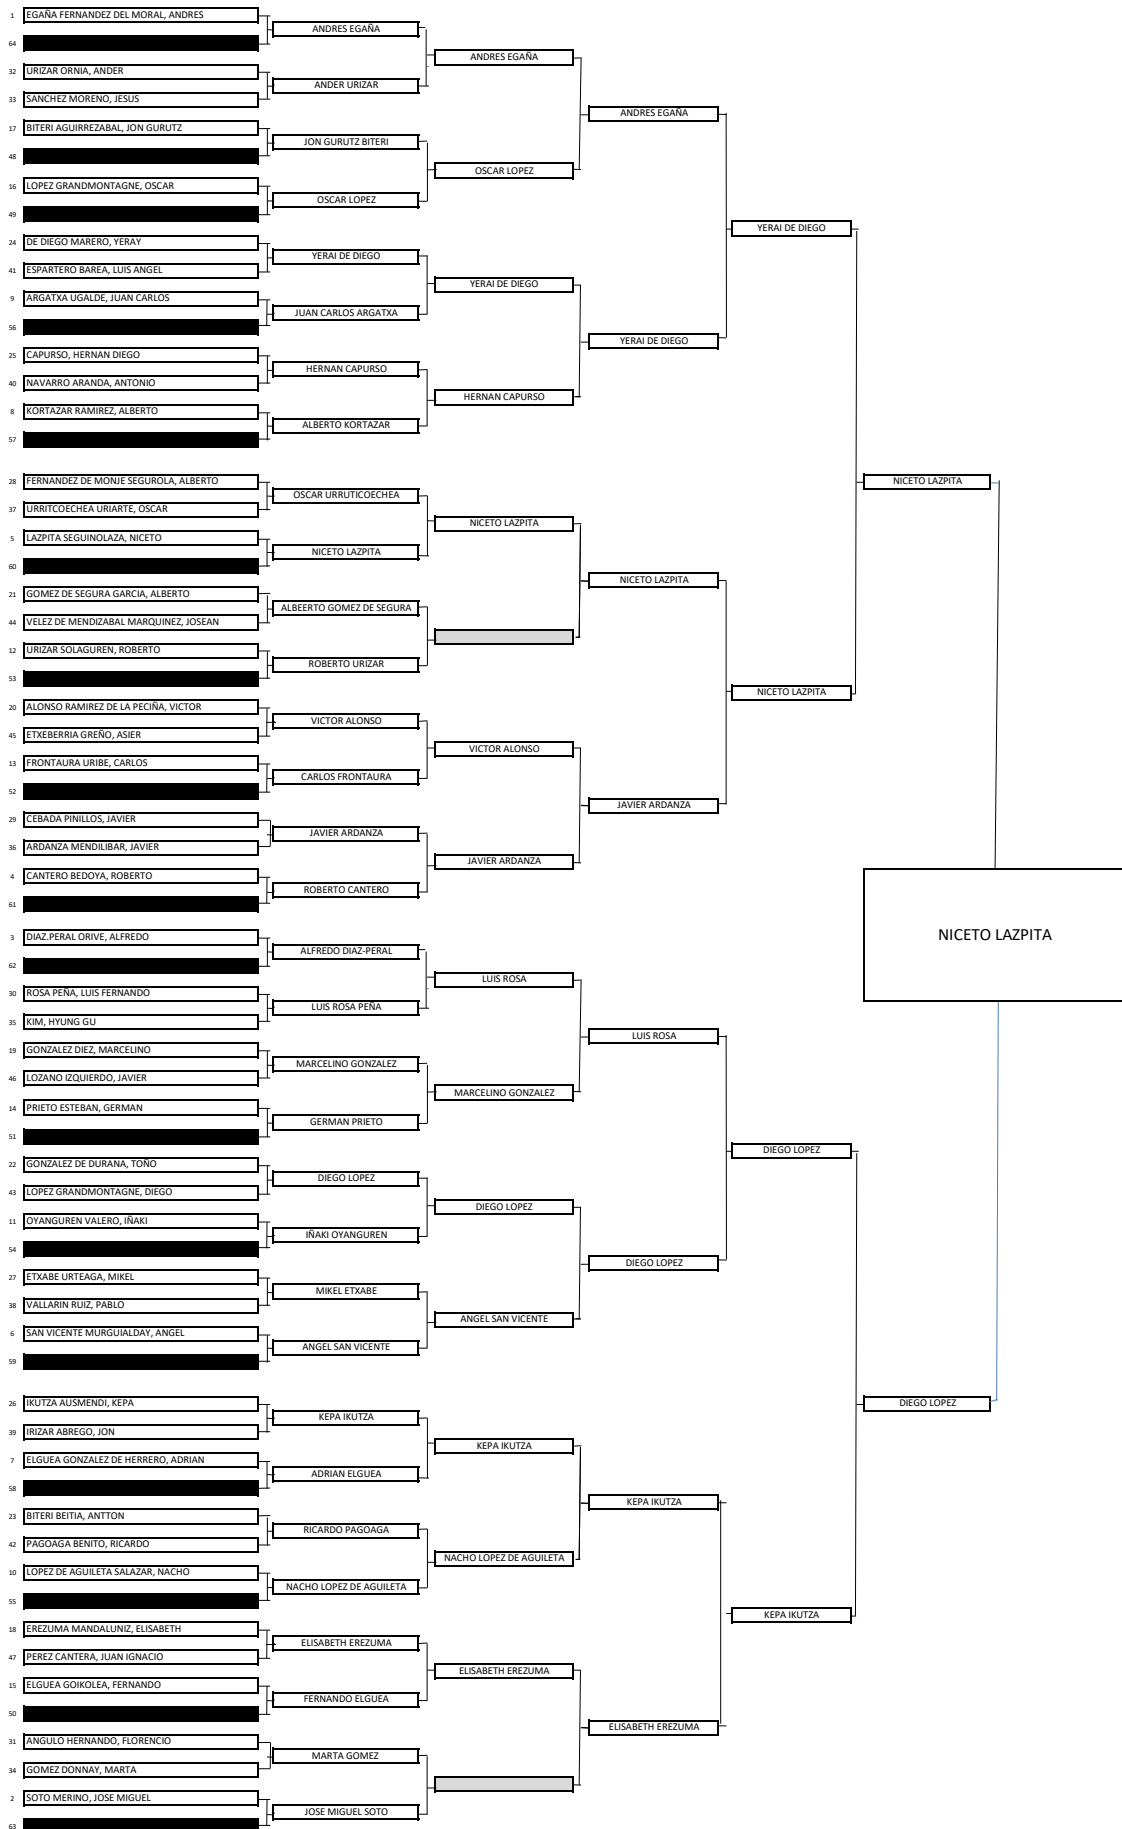 1 EGAÑA FERNANDEZ DEL MORAL, ANDRES
ANDRES EGAÑA
64
ANDRES EGAÑA
32 URIZAR ORNIA, ANDER
ANDER URIZAR
33 SANCHEZ MORENO, JESUS
ANDRES EGAÑA
17 BITERI AGUIRREZABAL, JON GURUTZ
JON GURUTZ BITERI
48
OSCAR LOPEZ
16 LOPEZ GRANDMONTAGNE, OSCAR
OSCAR LOPEZ
49
YERAI DE DIEGO
24 DE DIEGO MARERO, YERAY
YERAI DE DIEGO
41 ESPARTERO BAREA, LUIS ANGEL
YERAI DE DIEGO
9 ARGATXA UGALDE, JUAN CARLOS
JUAN CARLOS ARGATXA
56
YERAI DE DIEGO
25 CAPURSO, HERNAN DIEGO
HERNAN CAPURSO
40 NAVARRO ARANDA, ANTONIO
HERNAN CAPURSO
8 KORTAZAR RAMIREZ, ALBERTO
ALBERTO KORTAZAR
57
28 FERNANDEZ DE MONJE SEGUROLA, ALBERTO
NICETO LAZPITA
OSCAR URRUTICOECHEA
37 URRITCOECHEA URIARTE, OSCAR
NICETO LAZPITA
5 LAZPITA SEGUINOLAZA, NICETO
NICETO LAZPITA
60
NICETO LAZPITA
21 GOMEZ DE SEGURA GARCIA, ALBERTO
ALBEERTO GOMEZ DE SEGURA
44 VELEZ DE MENDIZABAL MARQUINEZ, JOSEAN
12 URIZAR SOLAGUREN, ROBERTO
ROBERTO URIZAR
53
NICETO LAZPITA
20 ALONSO RAMIREZ DE LA PECIÑA, VICTOR
VICTOR ALONSO
45 ETXEBERRIA GREÑO, ASIER
VICTOR ALONSO
13 FRONTAURA URIBE, CARLOS
CARLOS FRONTAURA
52
JAVIER ARDANZA
29 CEBADA PINILLOS, JAVIER
JAVIER ARDANZA
36 ARDANZA MENDILIBAR, JAVIER
JAVIER ARDANZA
4 CANTERO BEDOYA, ROBERTO
ROBERTO CANTERO
61
NICETO LAZPITA
3 DIAZ.PERAL ORIVE, ALFREDO
ALFREDO DIAZ-PERAL
62
LUIS ROSA
30 ROSA PEÑA, LUIS FERNANDO
LUIS ROSA PEÑA
35 KIM, HYUNG GU
LUIS ROSA
19 GONZALEZ DIEZ, MARCELINO
MARCELINO GONZALEZ
46 LOZANO IZQUIERDO, JAVIER
MARCELINO GONZALEZ
14 PRIETO ESTEBAN, GERMAN
GERMAN PRIETO
51
DIEGO LOPEZ
22 GONZALEZ DE DURANA, TOÑO
DIEGO LOPEZ
43 LOPEZ GRANDMONTAGNE, DIEGO
DIEGO LOPEZ
11 OYANGUREN VALERO, IÑAKI
IÑAKI OYANGUREN
54
DIEGO LOPEZ
27 ETXABE URTEAGA, MIKEL
MIKEL ETXABE
38 VALLARIN RUIZ, PABLO
ANGEL SAN VICENTE
6 SAN VICENTE MURGUIALDAY, ANGEL
ANGEL SAN VICENTE
59
26 IKUTZA AUSMENDI, KEPA
DIEGO LOPEZ
KEPA IKUTZA
39 IRIZAR ABREGO, JON
KEPA IKUTZA
7 ELGUEA GONZALEZ DE HERRERO, ADRIAN
ADRIAN ELGUEA
58
KEPA IKUTZA
23 BITERI BEITIA, ANTTON
RICARDO PAGOAGA
42 PAGOAGA BENITO, RICARDO
NACHO LOPEZ DE AGUILETA
10 LOPEZ DE AGUILETA SALAZAR, NACHO
NACHO LOPEZ DE AGUILETA
55
KEPA IKUTZA
18 EREZUMA MANDALUNIZ, ELISABETH
ELISABETH EREZUMA
47 PEREZ CANTERA, JUAN IGNACIO
ELISABETH EREZUMA
15 ELGUEA GOIKOLEA, FERNANDO
FERNANDO ELGUEA
50
ELISABETH EREZUMA
31 ANGULO HERNANDO, FLORENCIO
MARTA GOMEZ
34 GOMEZ DONNAY, MARTA
2 SOTO MERINO, JOSE MIGUEL
JOSE MIGUEL SOTO
63